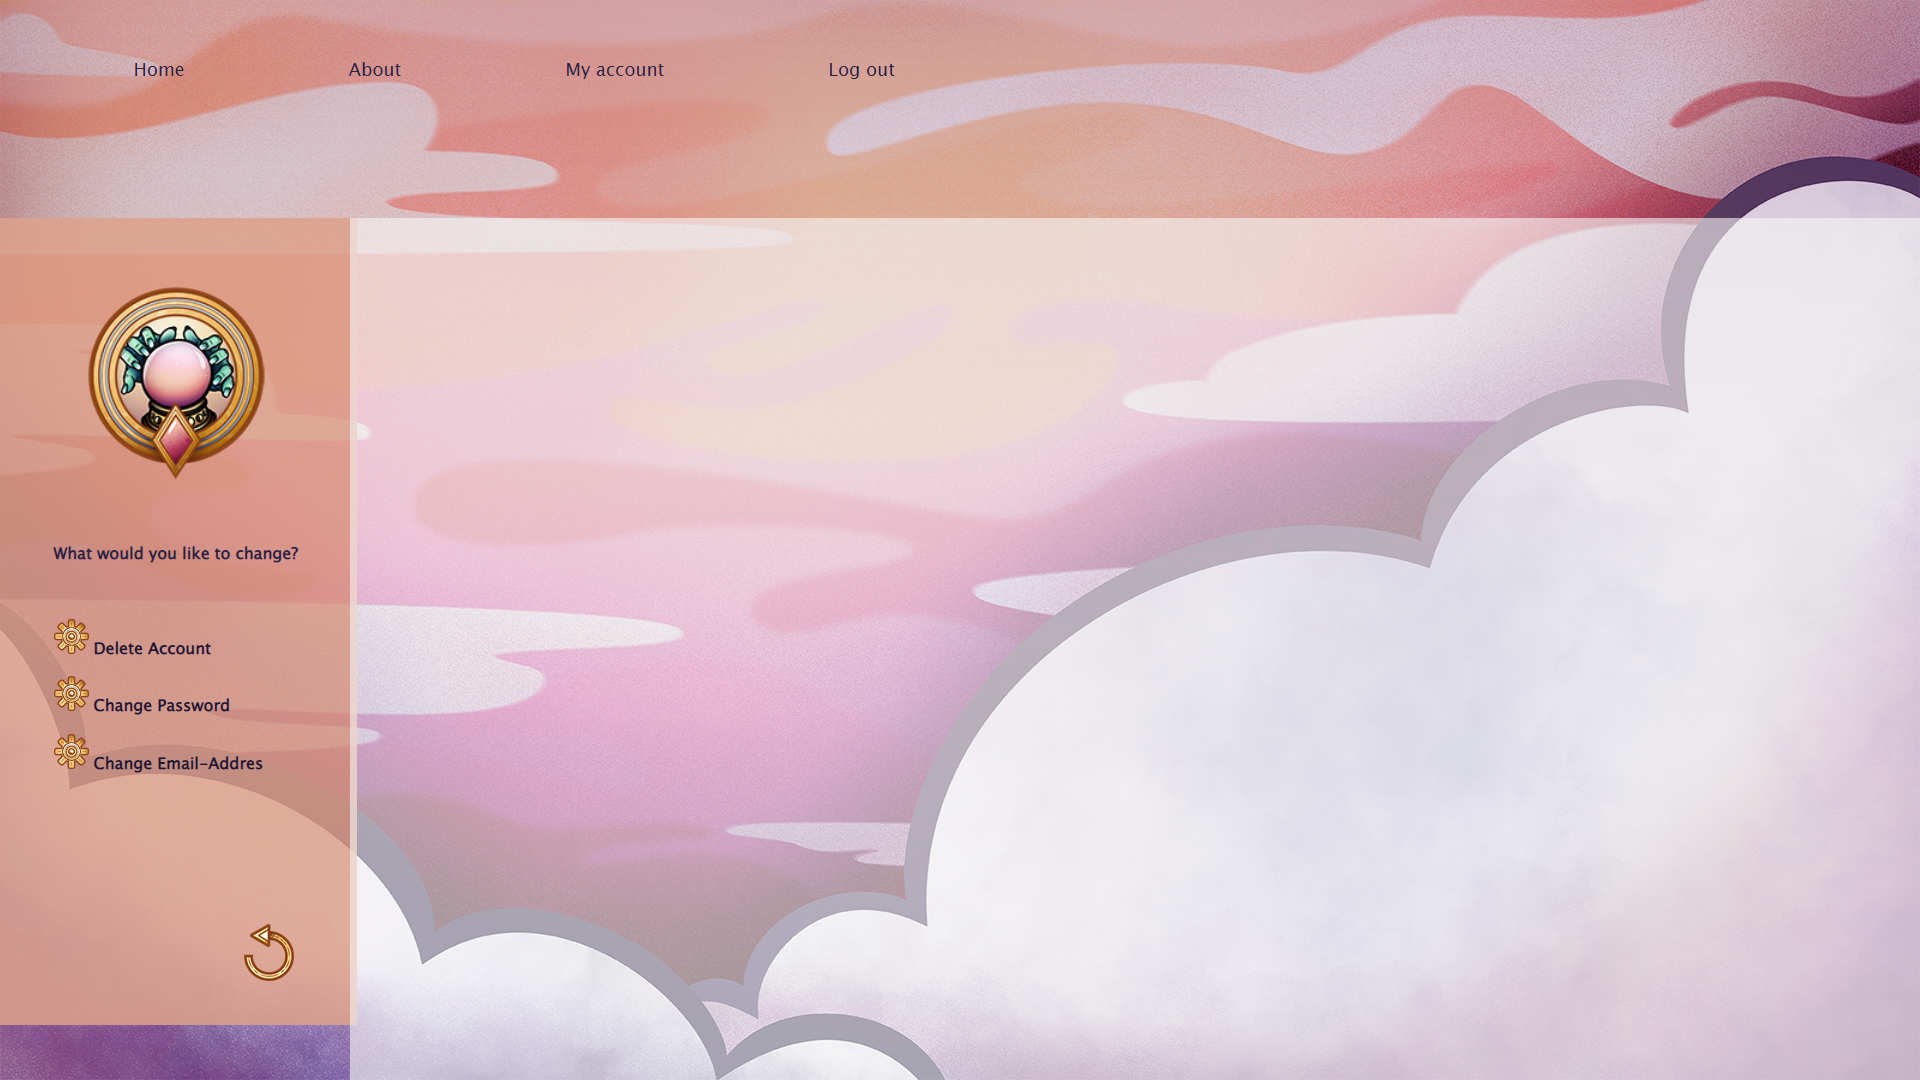 Home
About
My account
Log out
What would you like to change?
Delete Account
Change Password
Change Email-Addres